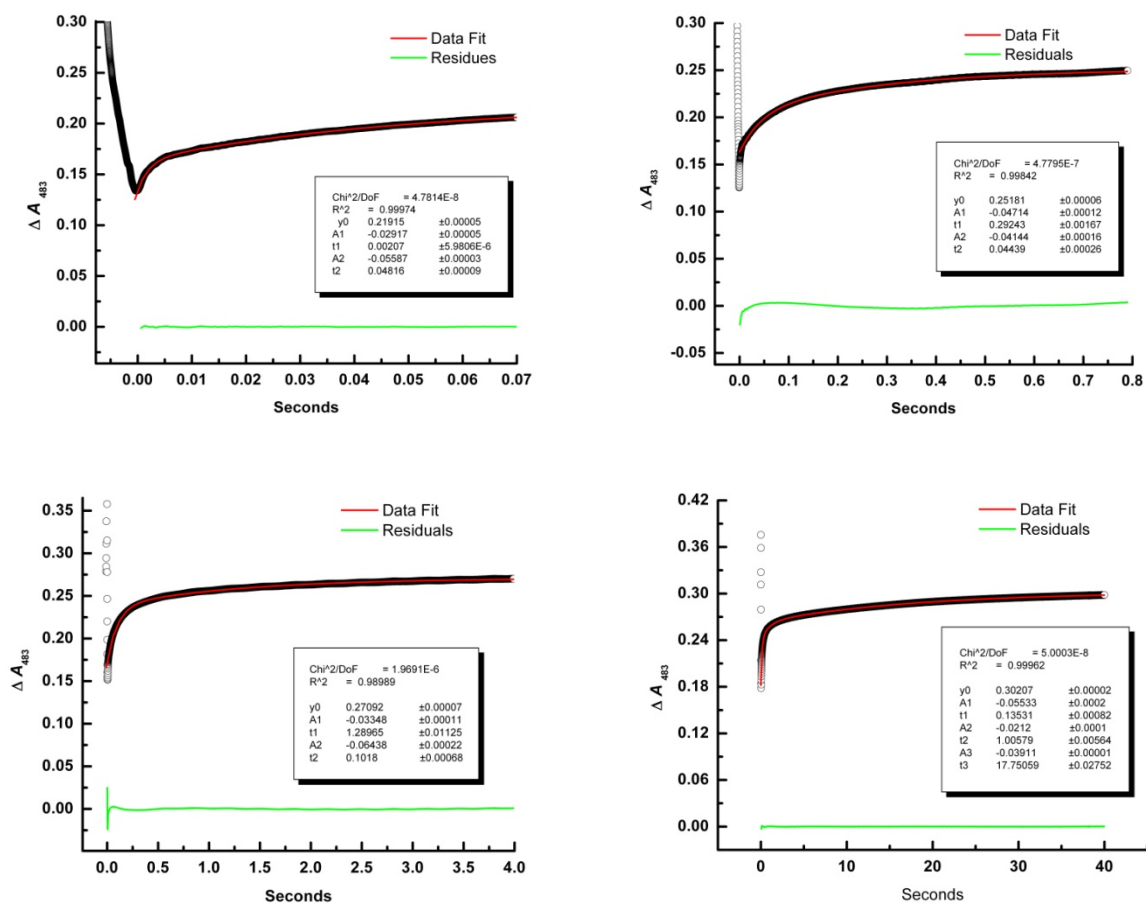 0.30
0.25
0.20
0.15
0.10
0.05
0.00
Δ A 483
Data Fit
Residues
Chi^2/DoF = 4.7814E-8
R^2 = 0.99974
y0 0.21915 ±0.00005
A1 -0.02917 ±0.00005
t1 0.00207 ±5.9806E-6
A2 -0.05587 ±0.00003
t2 0.04816 ±0.00009
0.00 0.01 0.02 0.03 0.04 0.05 0.06 0.07
Seconds
0.30
0.25
0.20
0.15
0.10
0.05
0.00
-0.05
Δ A 483
Data Fit
Residuals
Chi^2/DoF = 4.7795E-7
R^2 = 0.99842
y0 0.25181 ±0.00006
A1 -0.04714 ±0.00012
t1 0.29243 ±0.00167
A2 -0.04144 ±0.00016
t2 0.04439 ±0.00026
0.0 0.1 0.2 0.3 0.4 0.5 0.6 0.7 0.8
Seconds
0.35
0.30
0.25
0.20
0.15
0.10
0.05
0.00
Δ A 483
Data Fit
Residuals
Chi^2/DoF = 1.9691E-6
R^2 = 0.98989
y0 0.27092 ±0.00007
A1 -0.03348 ±0.00011
t1 1.28965 ±0.01125
A2 -0.06438 ±0.00022
t2 0.1018 ±0.00068
0.0 0.5 1.0 1.5 2.0 2.5 3.0 3.5 4.0
Seconds
0.42
0.36
0.30
0.24
0.18
0.12
0.06
0.00
Δ A 483
Data Fit
Residuals
Chi^2/DoF = 5.0003E-8
R^2 = 0.99962
y0 0.30207 ±0.00002
A1 -0.05533 ±0.0002
t1 0.13531 ±0.00082
A2 -0.0212 ±0.0001
t2 1.00579 ±0.00564
A3 -0.03911 ±0.00001
t3 17.75059 ±0.02752
0 10 20 30 40
Seconds